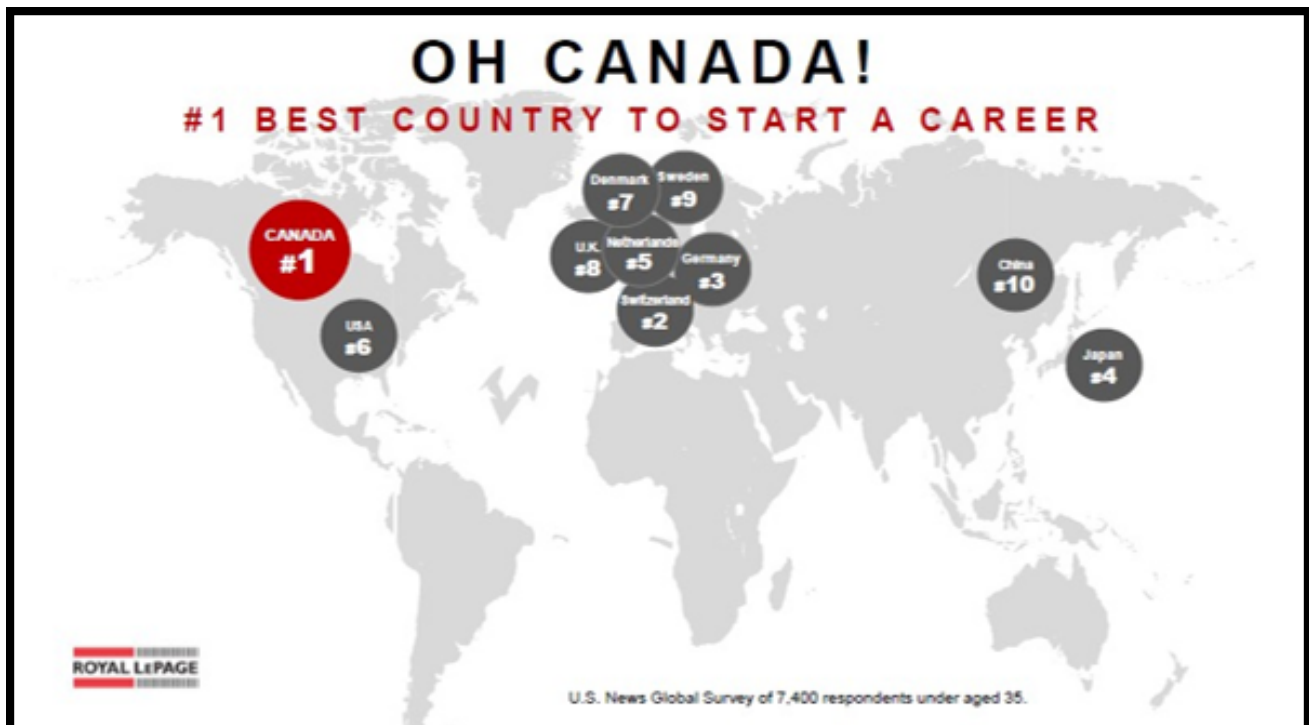 OH CANADA!
#1 BEST COUNTRY TO START A CAREER
Denmark
#7
Sweden
#9
CANADA
#1
U.K.
#8
Netherlands
#5
Germany
#3
China
#10
Switzerland
#2
USA
#6
Japan
#4
ROYAL LEPAGE
U.S. News Global Survey of 7,400 respondents under aged 35.